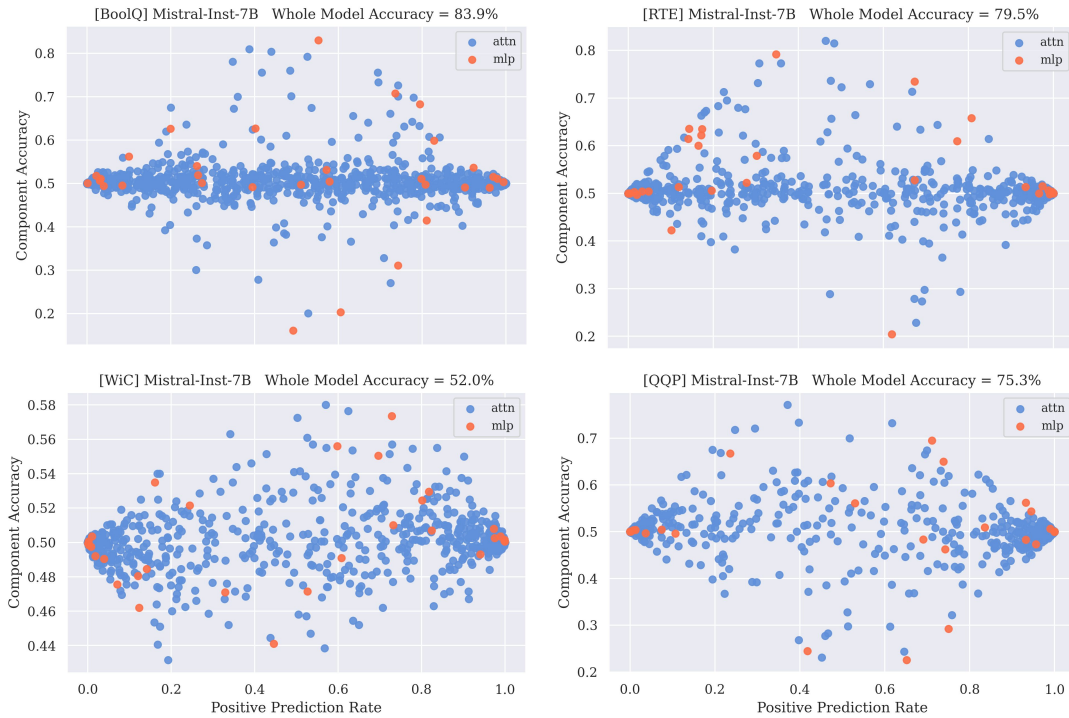 [BoolQ] Mistral-Inst-7B Whole Model Accuracy = 83.9%
Component Accuracy
0.8
0.7
0.6
0.5
0.4
0.3
0.2
attn
mlp
[RTE] Mistral-Inst-7B Whole Model Accuracy = 79.5%
Component Accuracy
0.8
0.7
0.6
0.5
0.4
0.3
0.2
attn
mlp
[WiC] Mistral-Inst-7B Whole Model Accuracy = 52.0%
Component Accuracy
0.58
0.56
0.54
0.52
0.50
0.48
0.46
0.44
attn
mlp
0.0 0.2 0.4 0.6 0.8 1.0
Positive Prediction Rate
[QQP] Mistral-Inst-7B Whole Model Accuracy = 75.3%
Component Accuracy
0.7
0.6
0.5
0.4
0.3
0.2
attn
mlp
0.0 0.2 0.4 0.6 0.8 1.0
Positive Prediction Rate